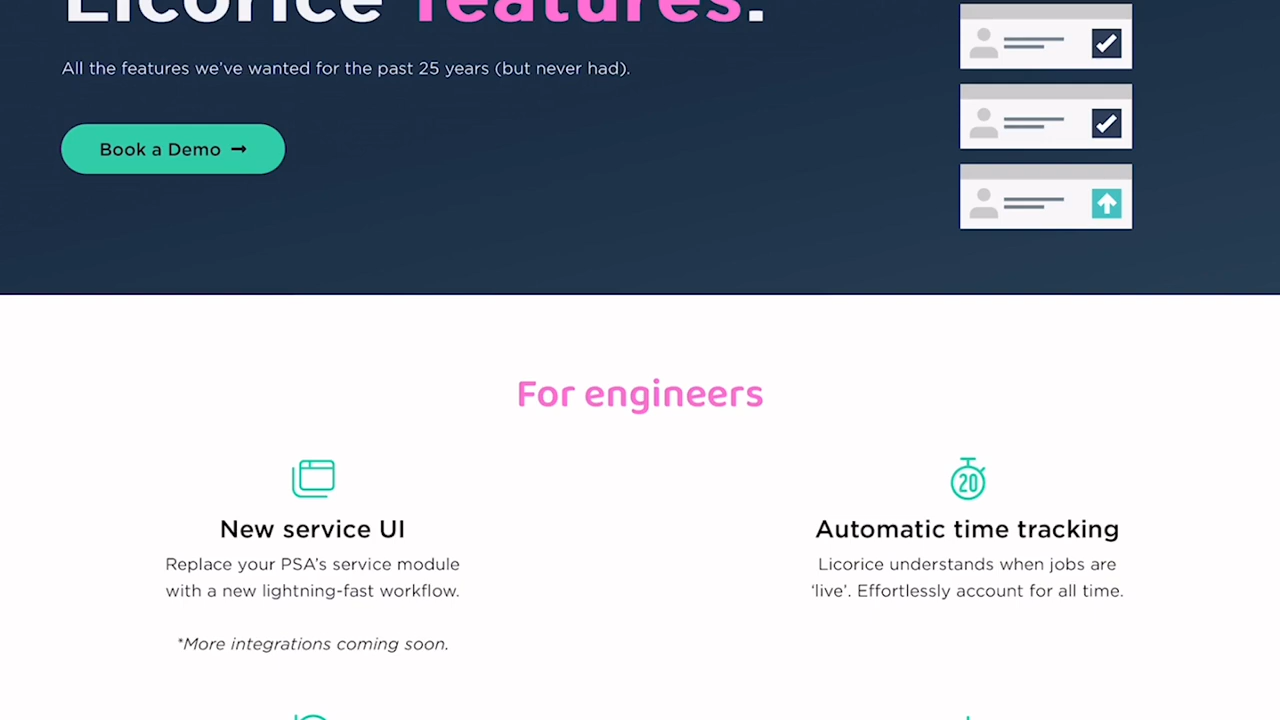 Licorice features.
All the features we've wanted for the past 25 years (but never had).
Book a Demo →
For engineers
20
New service UI
Replace your PSA's service module
with a new lightning-fast workflow.
*More integrations coming soon.
Automatic time tracking
Licorice understands when jobs are
‘live’. Effortlessly account for all time.